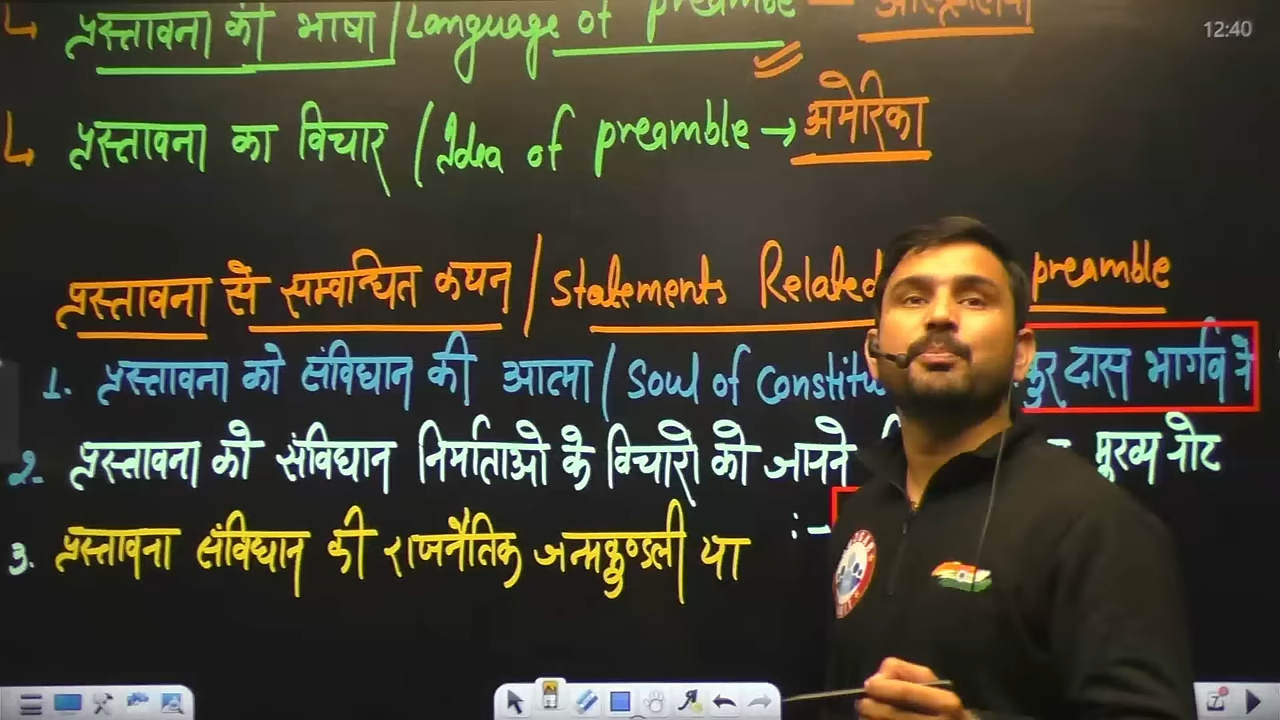 12:40
प्रस्तावना की भाषा / Language of preamble - आस्ट्रेलिया
प्रस्तावना का विचार / Idea of preamble → अमेरिका
प्रस्तावना से सम्बन्धित कथन / Statements Related preamble
1. प्रस्तावना को संविधान की आत्मा / Soul of दास भार्गव ने
2- प्रस्तावना को संविधान निर्माताओ के विचारो को जानने मुख्य नोट
:-
3. प्रस्तावना संविधान की राजनैतिक जन्मकुण्डली या